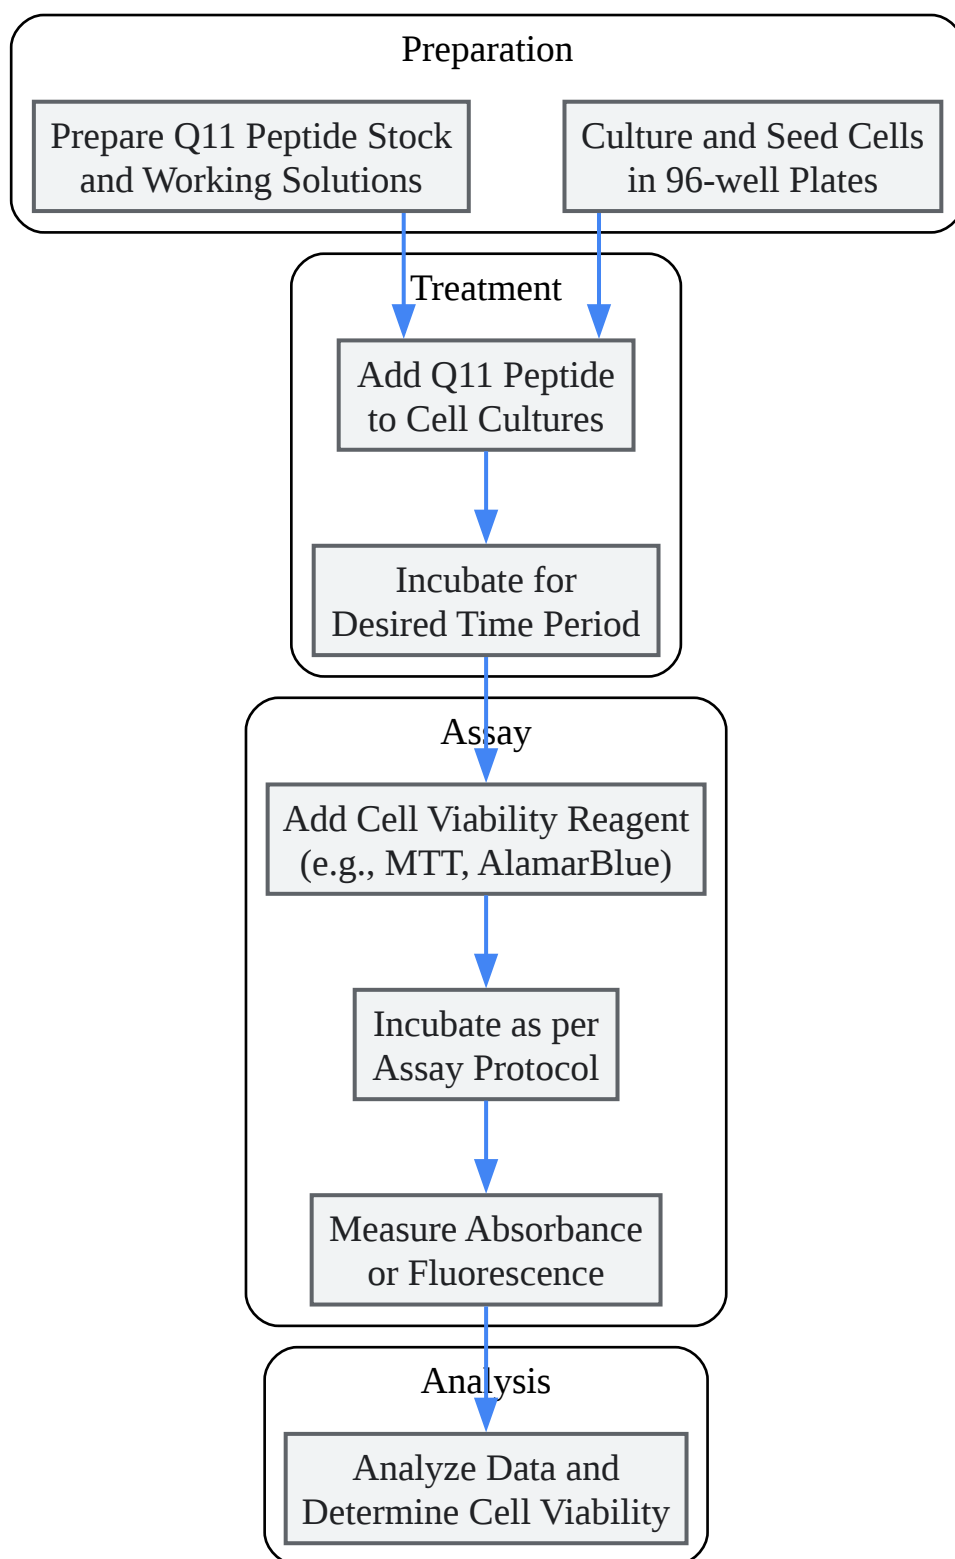 Preparation
Prepare Q11 Peptide Stock
and Working Solutions
Culture and Seed Cells
in 96-well Plates
Treatment
Add Q11 Peptide
to Cell Cultures
Incubate for
Desired Time Period
Assay
Add Cell Viability Reagent
(e.g., MTT, AlamarBlue)
Incubate as per
Assay Protocol
Measure Absorbance
or Fluorescence
Analysis
Analyze Data and
Determine Cell Viability